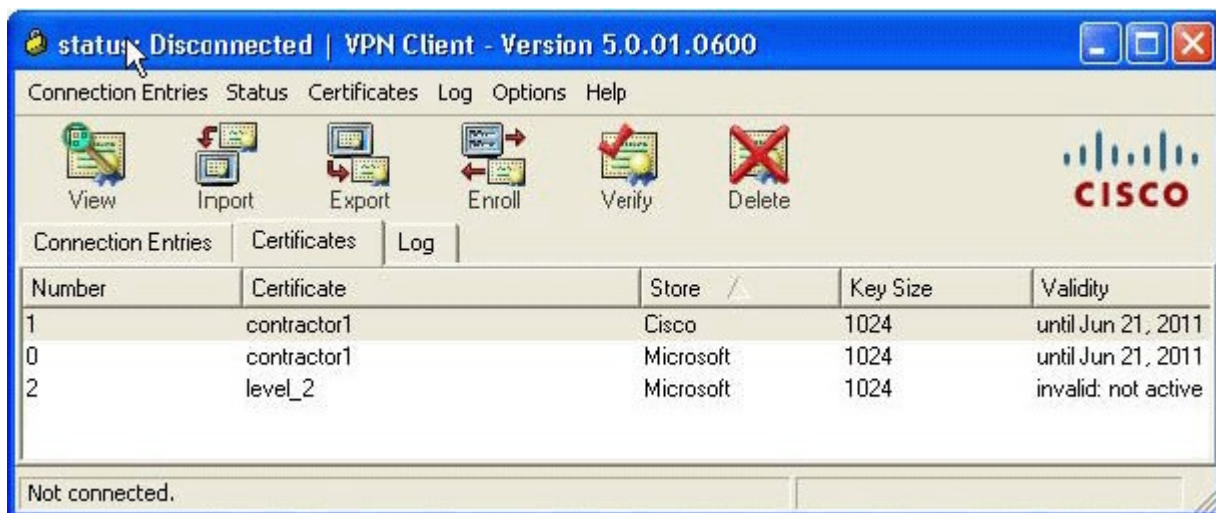 status: Disconnected | VPN Client - Version 5.0.01.0600
Connection Entries Status Certificates Log Options Help
View Import Export Enroll Verify Delete
CISCO
Connection Entries Certificates Log
Number Certificate Store Key Size Validity
1 contractor1 Cisco 1024 until Jun 21, 2011
0 contractor1 Microsoft 1024 until Jun 21, 2011
2 level_2 Microsoft 1024 invalid: not active
Not connected.